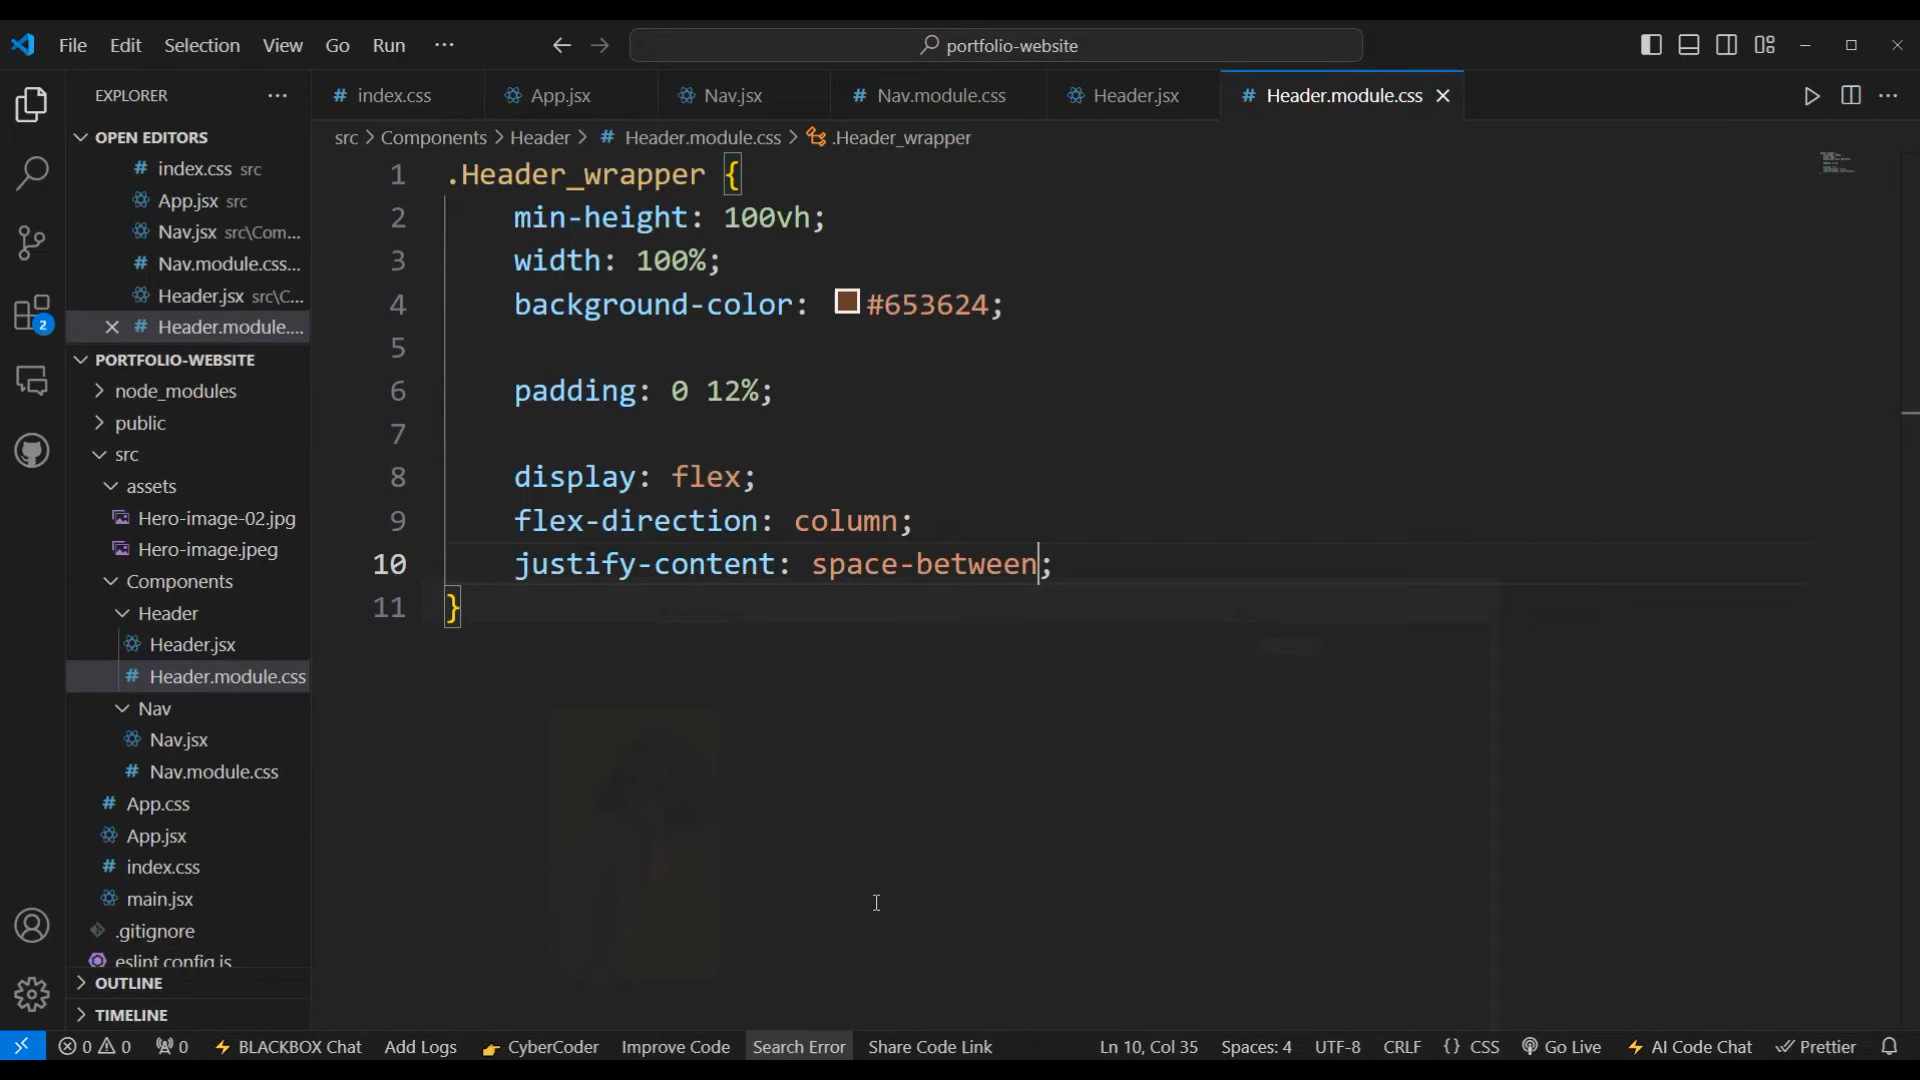 File Edit Selection View Go Run ··· portfolio-website
EXPLORER ···
OPEN EDITORS
# index.css src
App.jsx src
Nav.jsx src\Com...
# Nav.module.css...
Header.jsx src\C...
# Header.module....
PORTFOLIO-WEBSITE
node_modules
public
src
assets
Hero-image-02.jpg
Hero-image.jpeg
Components
Header
Header.jsx
# Header.module.css
Nav
Nav.jsx
# Nav.module.css
# App.css
App.jsx
# index.css
main.jsx
.gitignore
eslint.config.js
OUTLINE
TIMELINE
2
# index.css App.jsx Nav.jsx # Nav.module.css Header.jsx # Header.module.css
src > Components > Header > # Header.module.css > .Header_wrapper
1 .Header_wrapper {
2 min-height: 100vh;
3 width: 100%;
4 background-color: #653624;
5
6 padding: 0 12%;
7
8 display: flex;
9 flex-direction: column;
10 justify-content: space-between;
11 }
0 0 0 BLACKBOX Chat Add Logs CyberCoder Improve Code Search Error Share Code Link Ln 10, Col 35 Spaces: 4 UTF-8 CRLF {} CSS Go Live AI Code Chat Prettier